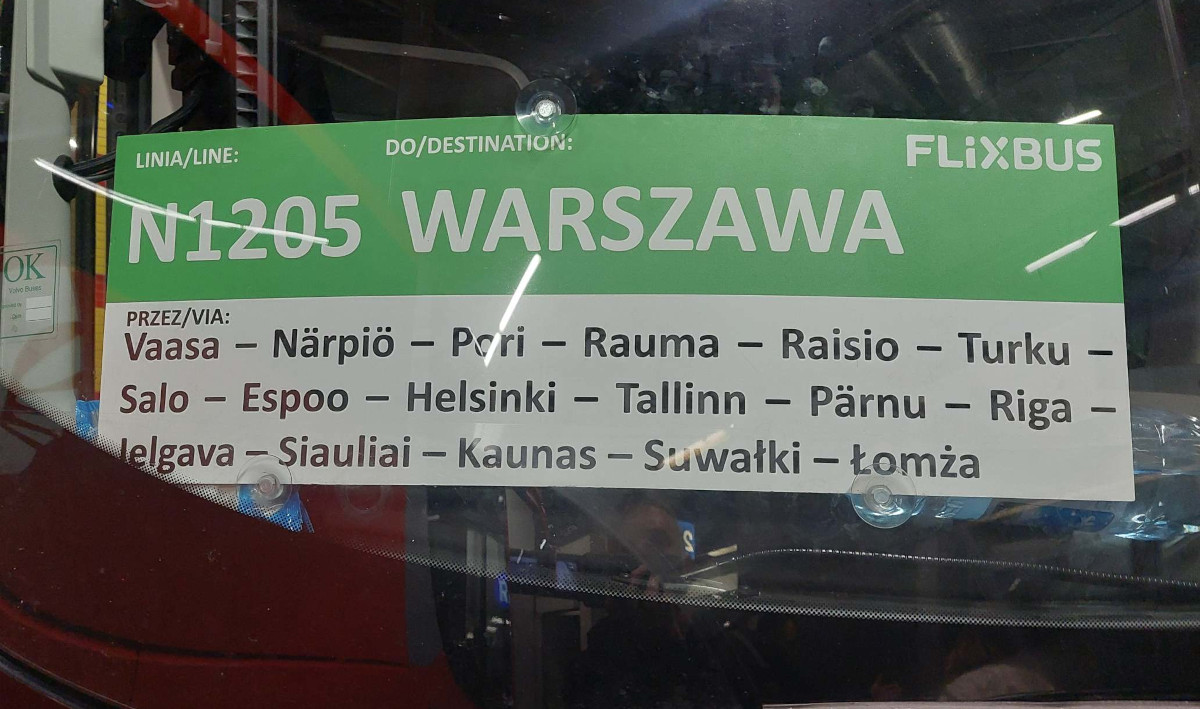 LINIA/LINE:
DO/DESTINATION:
FLiXBUS
N1205 WARSZAWA
PRZEZ/VIA:
Vaasa – Närpiö – Pori – Rauma – Raisio – Turku –
Salo – Espoo – Helsinki – Tallinn – Pärnu – Riga –
Jelgava – Siauliai – Kaunas – Suwałki – Łomża
OK
Volvo Buses